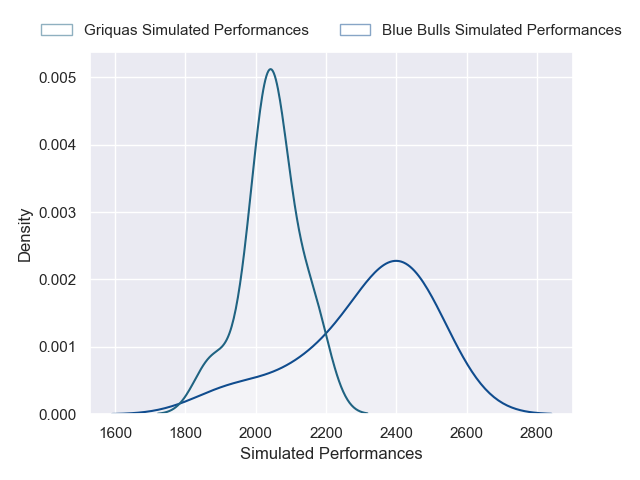 Griquas Simulated Performances
Blue Bulls Simulated Performances
0.005
0.004
0.003
0.002
0.001
0.000
Density
1600 1800 2000 2200 2400 2600 2800
Simulated Performances